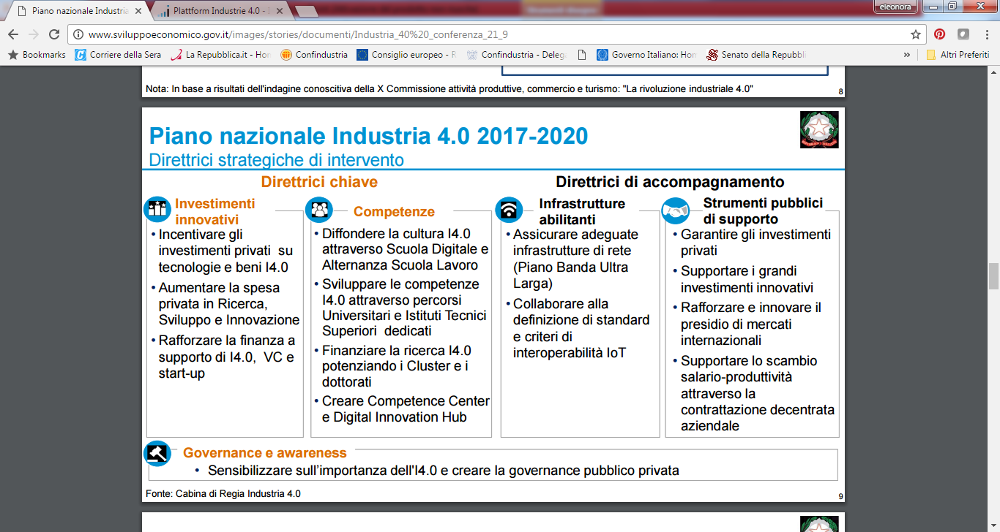 Piano nazionale Industria
Plattform Industrie 4.0 -
eleonora
www.sviluppoeconomico.gov.it/images/stories/documenti/Industria_40%20_conferenza_21_9
Bookmarks
Corriere della Sera
La Repubblica.it - Hon
Confindustria
Consiglio europeo - R
Confindustria - Deleg
Governo Italiano: Hon
Senato della Repubbli
»
Altri Preferiti
Nota: In base a risultati dell'indagine conoscitiva della X Commissione attività produttive, commercio e turismo: "La rivoluzione industriale 4.0"
8
Piano nazionale Industria 4.0 2017-2020
Direttrici strategiche di intervento
Direttrici chiave
Investimenti
innovativi
• Incentivare gli
investimenti privati su
tecnologie e beni I4.0
• Aumentare la spesa
privata in Ricerca,
Sviluppo e Innovazione
• Rafforzare la finanza a
supporto di I4.0, VC e
start-up
Competenze
• Diffondere la cultura I4.0
attraverso Scuola Digitale e
Alternanza Scuola Lavoro
• Sviluppare le competenze
I4.0 attraverso percorsi
Universitari e Istituti Tecnici
Superiori dedicati
• Finanziare la ricerca I4.0
potenziando i Cluster e i
dottorati
• Creare Competence Center
e Digital Innovation Hub
Direttrici di accompagnamento
Infrastrutture
abilitanti
• Assicurare adeguate
infrastrutture di rete
(Piano Banda Ultra
Larga)
• Collaborare alla
definizione di standard
e criteri di
interoperabilità IoT
Strumenti pubblici
di supporto
• Garantire gli investimenti
privati
• Supportare i grandi
investimenti innovativi
• Rafforzare e innovare il
presidio di mercati
internazionali
• Supportare lo scambio
salario-produttività
attraverso la
contrattazione decentrata
aziendale
Governance e awareness
• Sensibilizzare sull'importanza dell'I4.0 e creare la governance pubblico privata
Fonte: Cabina di Regia Industria 4.0
9